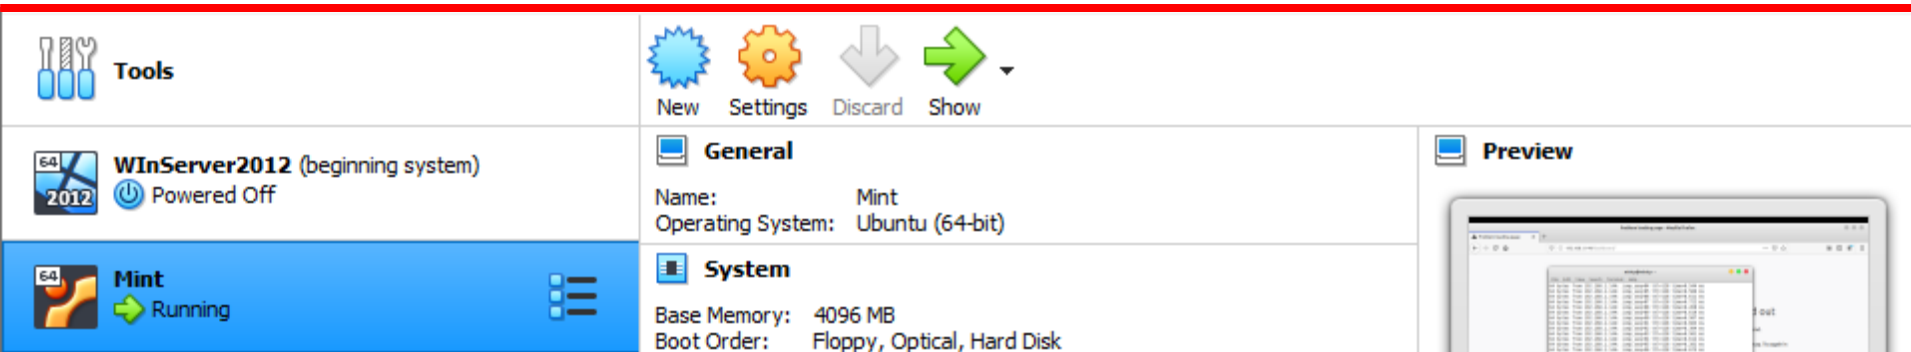 Tools
New Settings Discard Show
64
2012
WInServer2012 (beginning system)
Powered Off
64
Mint
Running
General
Name: Mint
Operating System: Ubuntu (64-bit)
System
Base Memory: 4096 MB
Boot Order: Floppy, Optical, Hard Disk
Preview